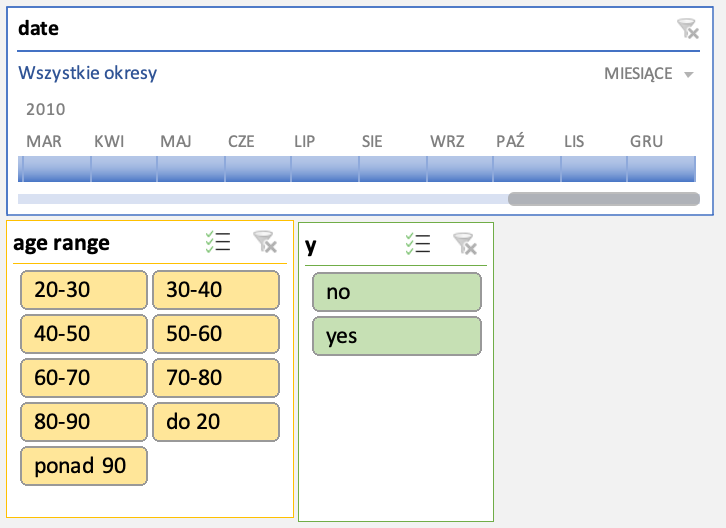 date
Wszystkie okresy MIESIĄCE
2010
MAR KWI MAJ CZE LIP SIE WRZ PAŹ LIS GRU
age range
20-30 30-40
40-50 50-60
60-70 70-80
80-90 do 20
ponad 90
y
no
yes